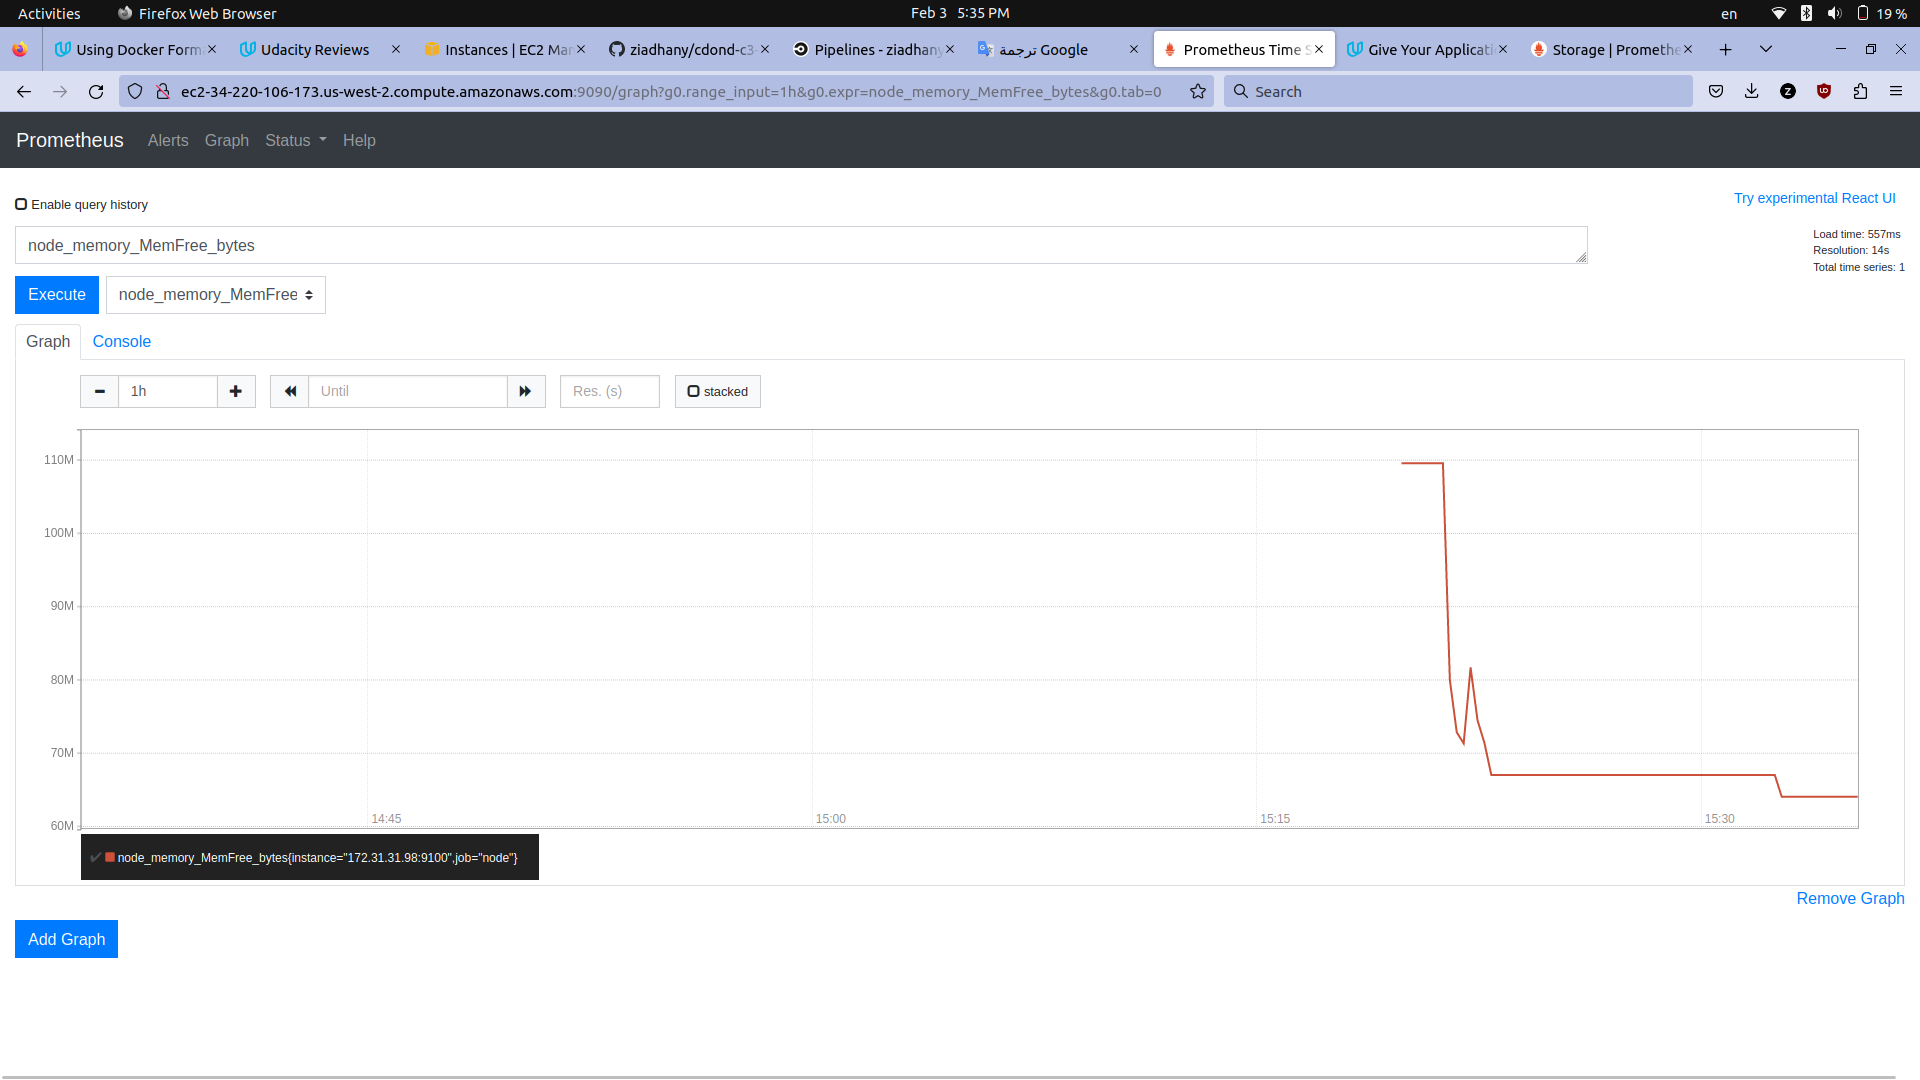 Activities Firefox Web Browser Feb 3 5:35 PM en 19 %
Using Docker Form Udacity Reviews Instances | EC2 Man ziadhany/cdond-c3- Pipelines - ziadhany ترجمة Google Prometheus Time S Give Your Applicati Storage | Promethe
ec2-34-220-106-173.us-west-2.compute.amazonaws.com:9090/graph?g0.range_input=1h&g0.expr=node_memory_MemFree_bytes&g0.tab=0 Search
Prometheus Alerts Graph Status Help
Enable query history Try experimental React UI
node_memory_MemFree_bytes
Load time: 557ms
Resolution: 14s
Total time series: 1
Execute node_memory_MemFree
Graph Console
1h Until Res. (s) stacked
110M
100M
90M
80M
70M
60M
14:45 15:00 15:15 15:30
node_memory_MemFree_bytes{instance="172.31.31.98:9100",job="node"}
Remove Graph
Add Graph